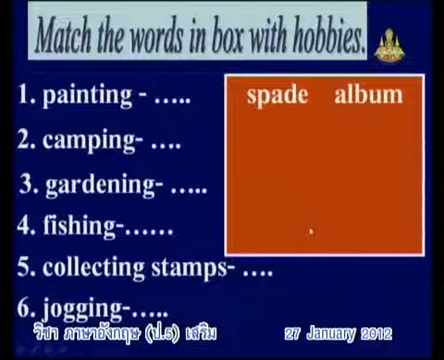 Match the words in box with hobbies.
1. painting - …..
spade album
2. camping- ….
3. gardening- …..
4. fishing-……
5. collecting stamps- ….
6. jogging-…..
วิชา ภาษาอังกฤษ (ป.5) เสริม
27 January 2012